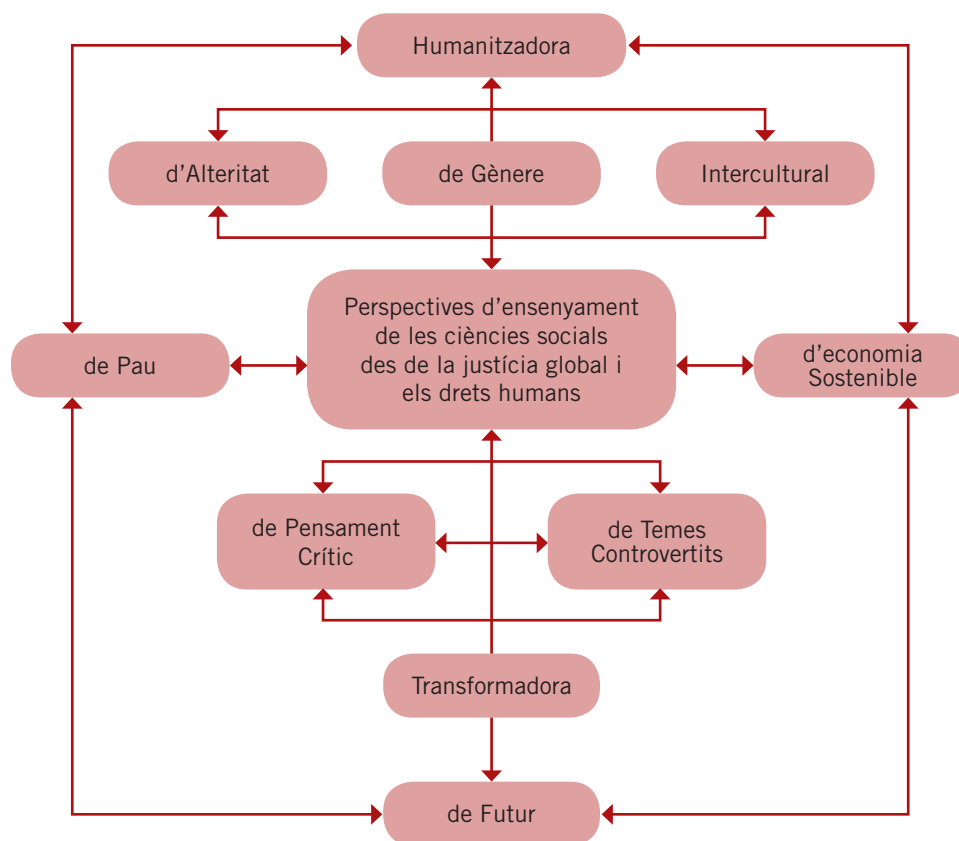 Humanitzadora
d'Alteritat
de Gènere
Intercultural
Perspectives d'ensenyament
de les ciències socials
des de la justícia global i
els drets humans
de Pau
d'economia
Sostenible
de Pensament
Crític
de Temes
Controvertits
Transformadora
de Futur